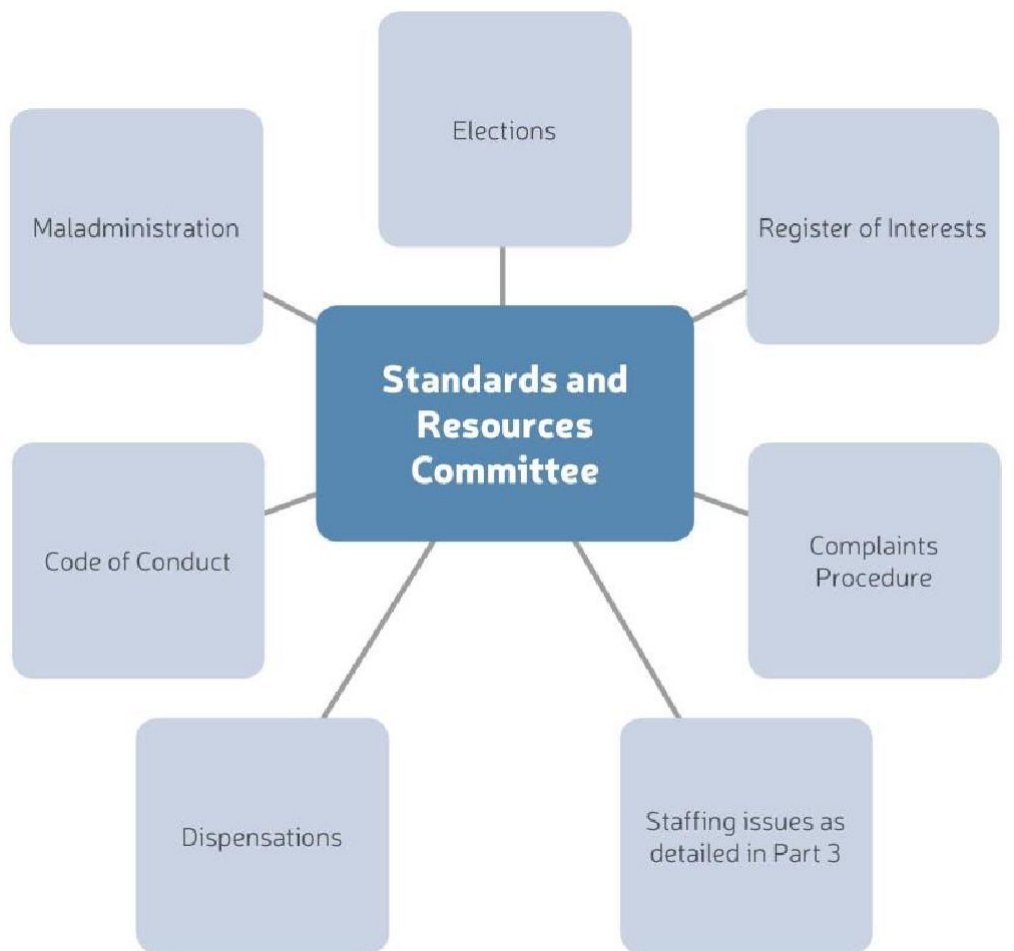 Elections
Maladministration
Register of Interests
Standards and
Resources
Committee
Code of Conduct
Complaints
Procedure
Dispensations
Staffing issues as
detailed in Part 3